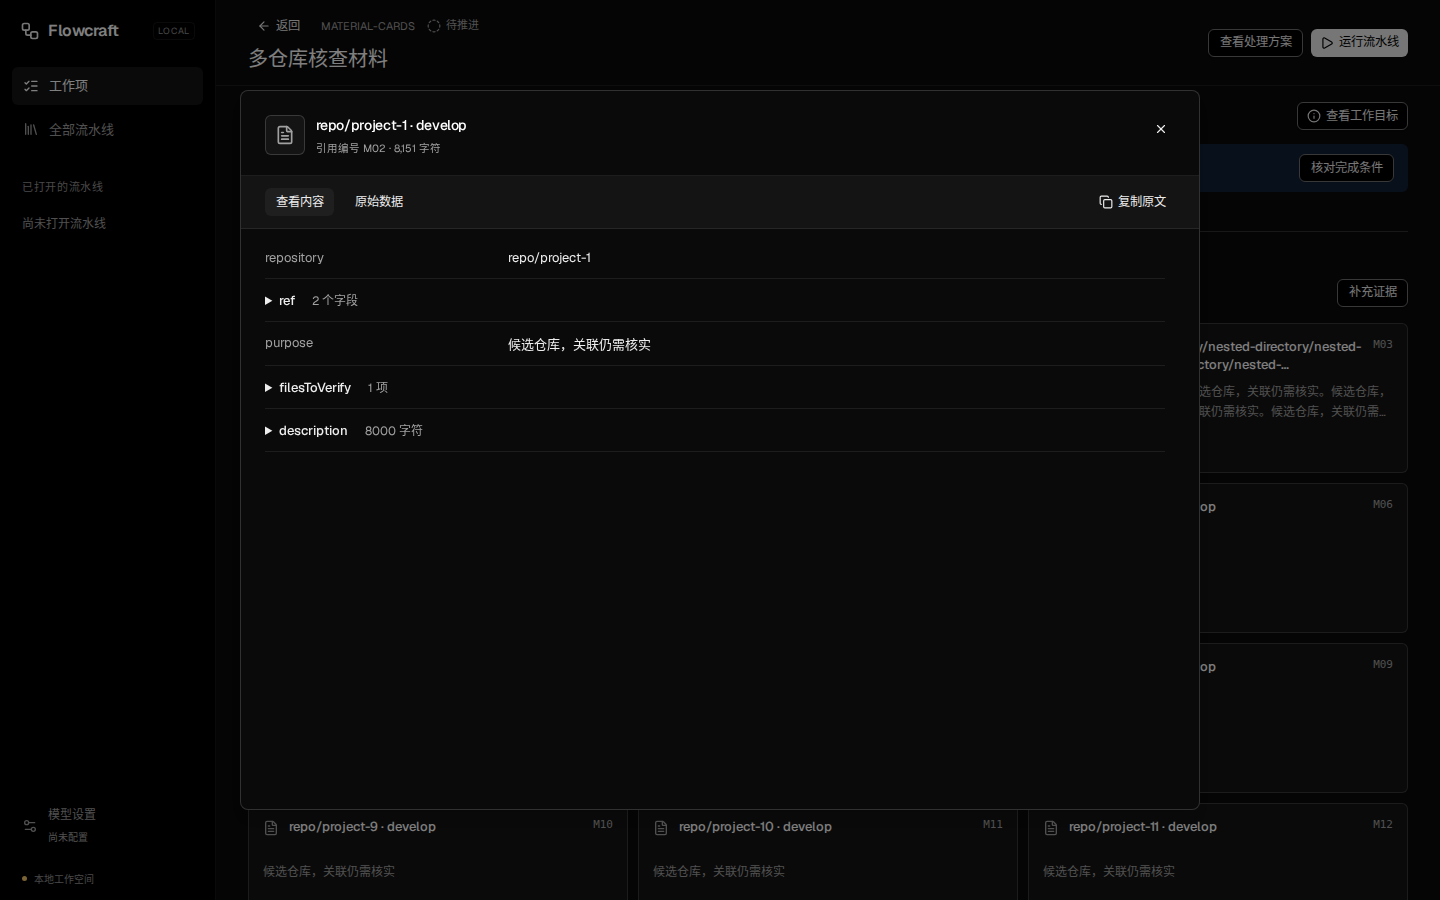 Flowcraft
LOCAL
工作项
全部流水线
已打开的流水线
尚未打开流水线
模型设置
尚未配置
本地工作空间
返回
MATERIAL-CARDS
待推进
多仓库核查材料
查看处理方案
运行流水线
查看工作目标
核对完成条件
补充证据
repo/project-1 · develop
引用编号 M02 · 8,151 字符
查看内容
原始数据
复制原文
repository
repo/project-1
ref
2 个字段
purpose
候选仓库，关联仍需核实
filesToVerify
1 项
description
8000 字符
y/nested-directory/nested-
ctory/nested-...
M03
选仓库，关联仍需核实。候选仓库，
联仍需核实。候选仓库，关联仍需...
op
M06
op
M09
repo/project-9 · develop
M10
候选仓库，关联仍需核实
repo/project-10 · develop
M11
候选仓库，关联仍需核实
repo/project-11 · develop
M12
候选仓库，关联仍需核实